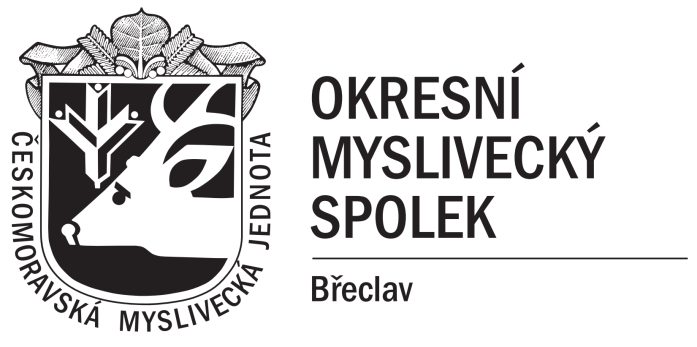 ČESKOMORAVSKÁ MYSLIVECKÁ JEDNOTA
OKRESNÍ
MYSLIVECKÝ
SPOLEK
Břeclav